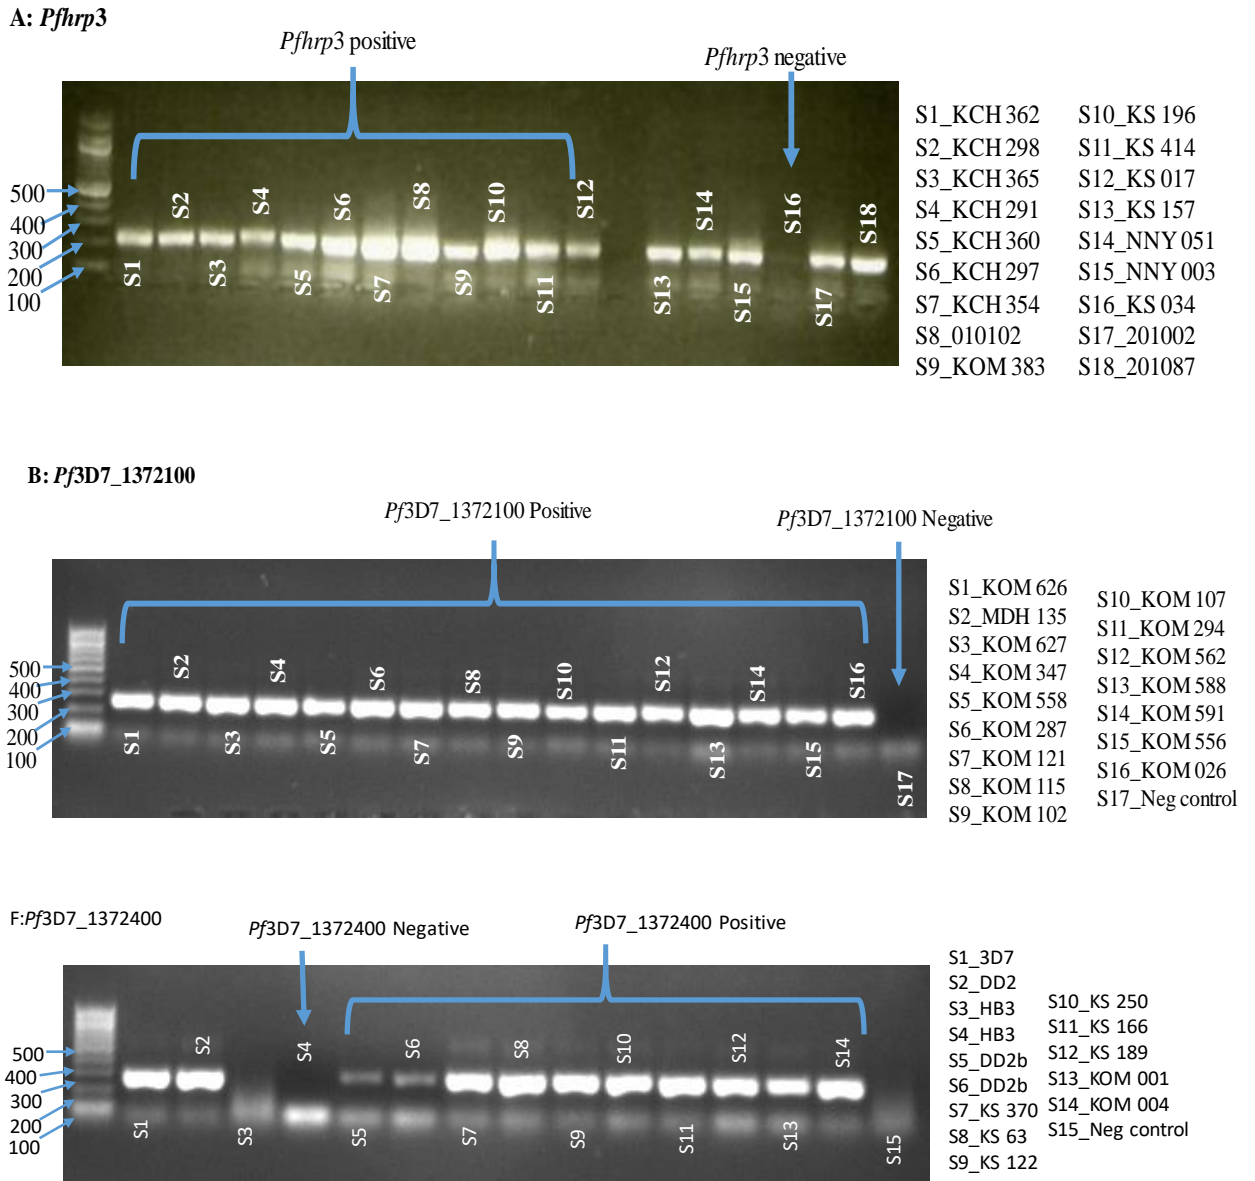 A: Pfhrp3
Pfhrp3 positive
Pfhrp3 negative
500
400
300
200
100
S1
S2
S3
S4
S5
S6
S7
S8
S9
S10
S11
S12
S13
S14
S15
S16
S17
S18
S1_KCH 362
S2_KCH 298
S3_KCH 365
S4_KCH 291
S5_KCH 360
S6_KCH 297
S7_KCH 354
S8_010102
S9_KOM 383
S10_KS 196
S11_KS 414
S12_KS 017
S13_KS 157
S14_NNY 051
S15_NNY 003
S16_KS 034
S17_201002
S18_201087
B: Pf3D7_1372100
Pf3D7_1372100 Positive
Pf3D7_1372100 Negative
500
400
300
200
100
S1
S2
S3
S4
S5
S6
S7
S8
S9
S10
S11
S12
S13
S14
S15
S16
S17
S1_KOM 626
S2_MDH 135
S3_KOM 627
S4_KOM 347
S5_KOM 558
S6_KOM 287
S7_KOM 121
S8_KOM 115
S9_KOM 102
S10_KOM 107
S11_KOM 294
S12_KOM 562
S13_KOM 588
S14_KOM 591
S15_KOM 556
S16_KOM 026
S17_Neg control
F:Pf3D7_1372400
Pf3D7_1372400 Negative
Pf3D7_1372400 Positive
500
400
300
200
100
S1
S2
S3
S4
S5
S6
S7
S8
S9
S10
S11
S12
S13
S14
S15
S1_3D7
S2_DD2
S3_HB3
S4_HB3
S5_DD2b
S6_DD2b
S7_KS 370
S8_KS 63
S9_KS 122
S10_KS 250
S11_KS 166
S12_KS 189
S13_KOM 001
S14_KOM 004
S15_Neg control